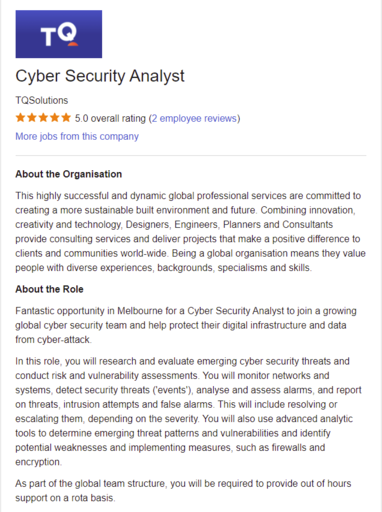 TQ
Cyber Security Analyst
TQSolutions
5.0 overall rating (2 employee reviews)
More jobs from this company
About the Organisation
This highly successful and dynamic global professional services are committed to
creating a more sustainable built environment and future. Combining innovation,
creativity and technology, Designers, Engineers, Planners and Consultants
provide consulting services and deliver projects that make a positive difference to
clients and communities world-wide. Being a global organisation means they value
people with diverse experiences, backgrounds, specialisms and skills.
About the Role
Fantastic opportunity in Melbourne for a Cyber Security Analyst to join a growing
global cyber security team and help protect their digital infrastructure and data
from cyber-attack.
In this role, you will research and evaluate emerging cyber security threats and
conduct risk and vulnerability assessments. You will monitor networks and
systems, detect security threats ('events'), analyse and assess alarms, and report
on threats, intrusion attempts and false alarms. This will include resolving or
escalating them, depending on the severity. You will also use advanced analytic
tools to determine emerging threat patterns and vulnerabilities and identify
potential weaknesses and implementing measures, such as firewalls and
encryption.
As part of the global team structure, you will be required to provide out of hours
support on a rota basis.